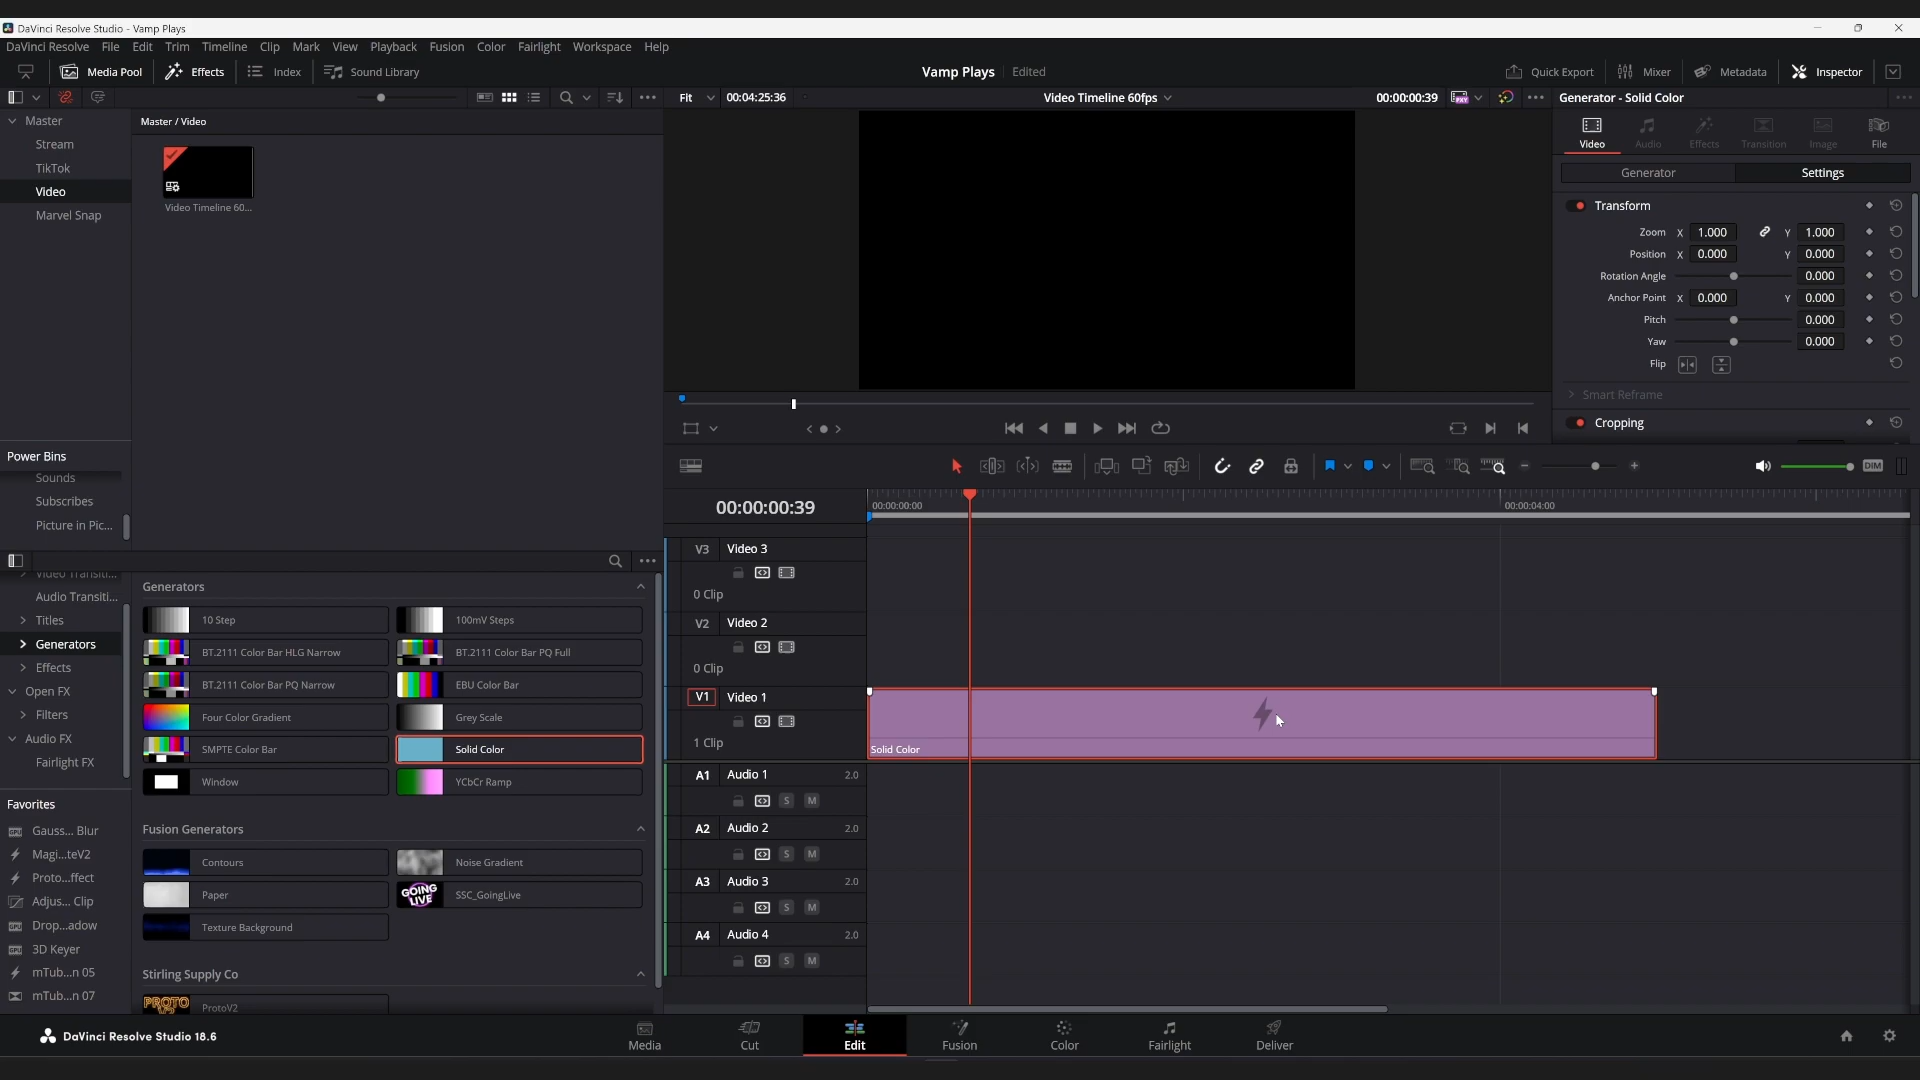 DaVinci Resolve Studio - Vamp Plays
DaVinci Resolve File Edit Trim Timeline Clip Mark View Playback Fusion Color Fairlight Workspace Help
Media Pool Effects Index Sound Library Vamp Plays Edited Quick Export Mixer Metadata Inspector
Fit 00:04:25:36 Video Timeline 60fps 00:00:00:39 Generator - Solid Color
Master
Stream
TikTok
Video
Marvel Snap
Master / Video
Video Timeline 60...
Video Audio Effects Transition Image File
Generator Settings
Transform
Zoom X 1.000 Y 1.000
Position X 0.000 Y 0.000
Rotation Angle 0.000
Anchor Point X 0.000 Y 0.000
Pitch 0.000
Yaw 0.000
Flip
Smart Reframe
Cropping
Power Bins
Sounds
Subscribes
Picture in Pic...
DIM
00:00:00:39 00:00:00:00 00:00:04:00
V3 Video 3
0 Clip
V2 Video 2
0 Clip
V1 Video 1
1 Clip
Solid Color
A1 Audio 1 2.0
S M
A2 Audio 2 2.0
S M
A3 Audio 3 2.0
S M
A4 Audio 4 2.0
S M
Video Transiti...
Audio Transiti...
Titles
Generators
Effects
Open FX
Filters
Audio FX
Fairlight FX
Favorites
Gauss... Blur
Magi...teV2
Proto...ffect
Adjus... Clip
Drop...adow
3D Keyer
mTub...n 05
mTub...n 07
Generators
10 Step 100mV Steps
BT.2111 Color Bar HLG Narrow BT.2111 Color Bar PQ Full
BT.2111 Color Bar PQ Narrow EBU Color Bar
Four Color Gradient Grey Scale
SMPTE Color Bar Solid Color
Window YCbCr Ramp
Fusion Generators
Contours Noise Gradient
Paper GOING LIVE SSC_GoingLive
Texture Background
Stirling Supply Co
PROTO ProtoV2
DaVinci Resolve Studio 18.6
Media Cut Edit Fusion Color Fairlight Deliver